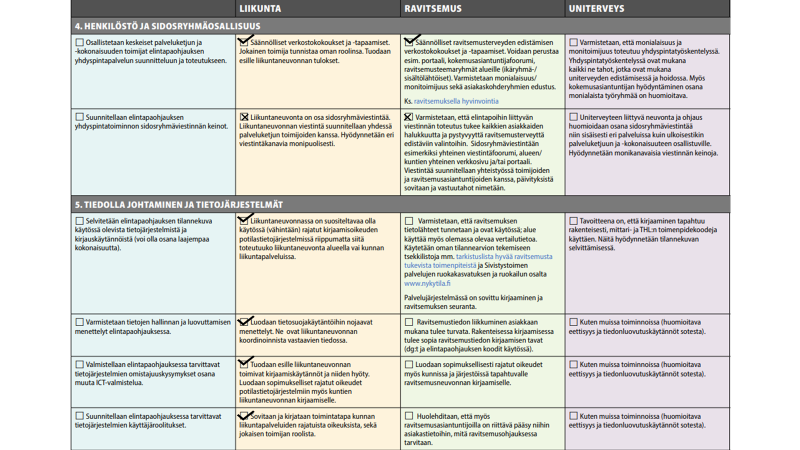 LIIKUNTA
RAVITSEMUS
UNITERVEYS
4. HENKILÖSTÖ JA SIDOSRYHMÄOSALLISUUS
Osallistetaan keskeiset palveluketjun ja
-kokonaisuuden toimijat elintapaohjauksen
yhdyspintapalvelun suunnitteluun ja toteutukseen.
Säännölliset verkostokokoukset ja -tapaamiset.
Jokainen toimija tunnistaa oman roolinsa. Tuodaan
esille liikuntaneuvonnan tulokset.
Säännölliset ravitsemusterveyden edistämisen
verkostokokoukset ja -tapaamiset. Voidaan perustaa
esim. portaali, kokemusasiantuntijafoorumi,
ravitsemusteemaryhmät alueille (ikäryhmä-/
sisältölähtöiset). Varmistetaan monialaisuus/
monitoimijuus sekä asiakaskohderyhmien edustus.
Ks. ravitsemuksella hyvinvointia
Varmistetaan, että monialaisuus ja
monitoimijuus toteutuu yhdyspintatyöskentelyssä.
Yhdyspintatyöskentelyssä ovat mukana
kaikki ne tahot, jotka ovat mukana
uniterveyden edistämisessä ja hoidossa. Myös
kokemusasiantuntijan hyödyntäminen osana
monialaista työryhmää on huomioitava.
Suunnitellaan elintapaohjauksen
yhdyspintatoiminnon sidosryhmäviestinnän keinot.
Liikuntaneuvonta on osa sidosryhmäviestintää.
Liikuntaneuvonnan viestintä suunnitellaan yhdessä
palveluketjun toimijoiden kanssa. Hyödynnetään eri
viestintäkanavia monipuolisesti.
Varmistetaan, että elintapoihin liittyvän
viestinnän toteutus tukee kaikkien asiakkaiden
halukkuutta ja pystyvyyttä ravitsemusterveyttä
edistäviin valintoihin. Sidosryhmäviestintään
esimerkiksi yhteinen viestintäfoorumi, alueen/
kuntien yhteinen verkkosivu ja/tai portaali.
Viestintä suunnitellaan yhteistyössä toimijoiden
ja ravitsemusasiantuntijoiden kanssa, päivityksistä
sovitaan ja vastuutahot nimetään.
Uniterveyteen liittyvä neuvonta ja ohjaus
huomioidaan osana sidosryhmäviestintää
niin sisäisesti eri palveluissa kuin ulkoisestikin
palveluketjuun ja -kokonaisuuteen osallistuville.
Hyödynnetään monikanavaisia viestinnän keinoja.
5. TIEDOLLA JOHTAMINEN JA TIETOJÄRJESTELMÄT
Selvitetään elintapaohjauksen tilannekuva
käytössä olevista tietojärjestelmistä ja
kirjauskäytännöistä (voi olla osana laajempaa
kokonaisuutta).
Liikuntaneuvonnassa on suositeltavaa olla
käytössä (vähintään) rajatut kirjaamisoikeudet
potilastietojärjestelmissä riippumatta siitä
toteutuuko liikuntaneuvonta alueella vai kunnan
liikuntapalveluissa.
Varmistetaan, että ravitsemuksen
tietolähteet tunnetaan ja ovat käytössä; alue
käyttää myös olemassa olevaa vertailutietoa.
Käytetään oman tilannearvion tekemiseen
tsekkilistoja mm. tarkistuslista hyvää ravitsemusta
tukevista toimenpiteistä ja Sivistystoimen
palvelujen ruokakasvatuksen ja ruokailun osalta
www.nykytila.fi
Palvelujärjestelmässä on sovittu kirjaaminen ja
ravitsemuksen seuranta.
Tavoitteena on, että kirjaaminen tapahtuu
rakenteisesti, mittari- ja THL:n toimenpidekoodeja
käyttäen. Näitä hyödynnetään tilannekuvan
selvittämisessä.
Varmistetaan tietojen hallinnan ja luovuttamisen
menettelyt elintapaohjauksessa.
Luodaan tietosuojakäytäntöihin nojaavat
menettelyt. Ne ovat liikuntaneuvonnan
koordinoinnista vastaavien tiedossa.
Ravitsemustiedon liikkuminen asiakkaan
mukana tulee turvata. Rakenteisessa kirjaamisessa
tulee sopia ravitsemustiedon kirjaamisen tavat
(dg:t ja elintapaohjauksen koodit käytössä).
Kuten muissa toiminnoissa (huomioitava
eettisyys ja tiedonluovutuskäytännöt sotesta).
Valmistellaan elintapaohjauksessa tarvittavat
tietojärjestelmien omistajuuskysymykset osana
muuta ICT-valmistelua.
Tuodaan esille liikuntaneuvonnan
toimivat kirjaamiskäytännöt ja niiden hyöty.
Luodaan sopimukselliset rajatut oikeudet
potilastietojärjestelmiin myös kuntien
liikuntaneuvonnan kirjaamiselle.
Luodaan sopimuksellisesti rajatut oikeudet
myös kunnissa ja järjestöissä tapahtuvalle
ravitsemusneuvonnan kirjaamiselle.
Kuten muissa toiminnoissa (huomioitava
eettisyys ja tiedonluovutuskäytännöt sotesta).
Suunnitellaan elintapaohjauksessa tarvittavat
tietojärjestelmien käyttäjäroolitukset.
Sovitaan ja kirjataan toimintatapa kunnan
liikuntapalveluiden rajatuista oikeuksista, sekä
jokaisen toimijan roolista.
Huolehditaan, että myös
ravitsemusasiantuntijoilla on riittävä pääsy niihin
asiakastietoihin, mitä ravitsemusohjauksessa
tarvitaan.
Kuten muissa toiminnoissa (huomioitava
eettisyys ja tiedonluovutuskäytännöt sotesta).